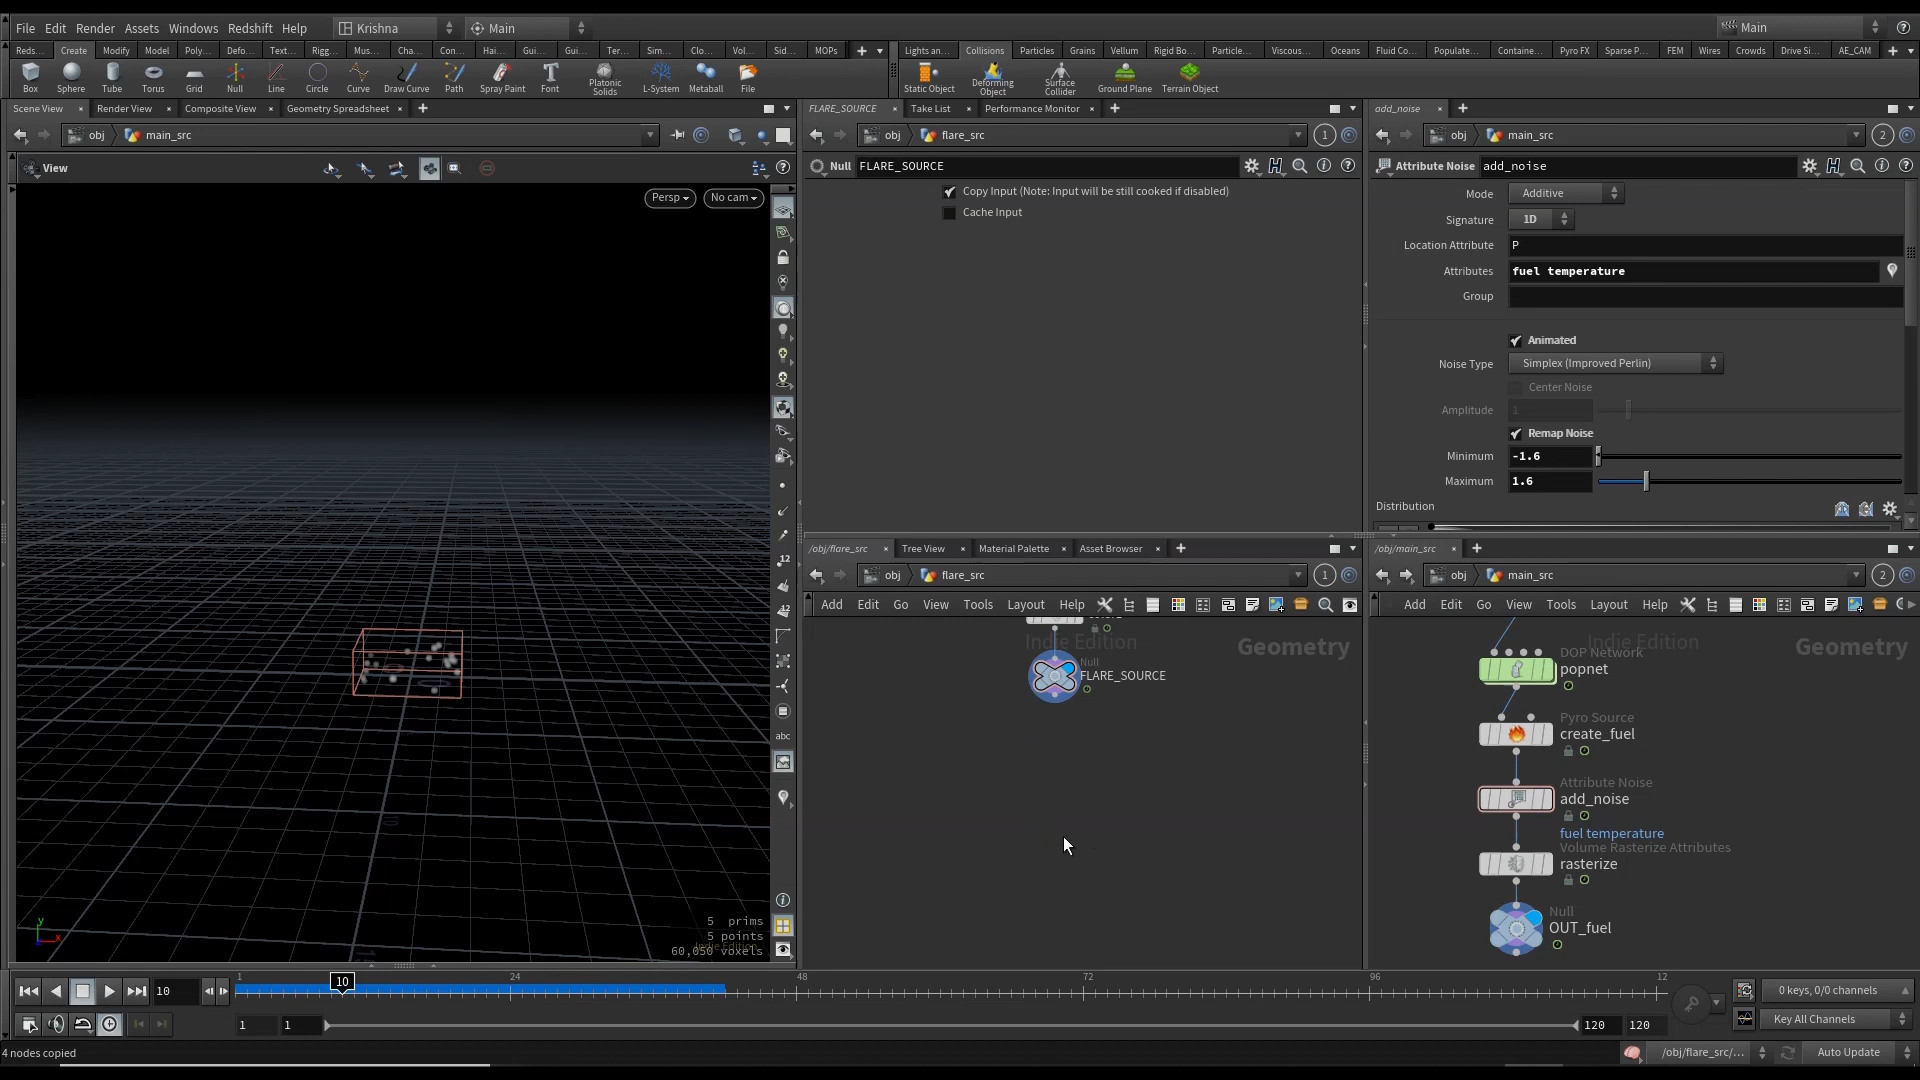 File Edit Render Assets Windows Redshift Help Krishna Main Main
Reds... Create Modify Model Poly... Defo... Text... Rigg... Mus... Cha... Con... Hai... Gui... Gui... Ter... Sim... Clo... Vol... Sid... MOPs
Lights an... Collisions Particles Grains Vellum Rigid Bo... Particle... Viscous... Oceans Fluid Co... Populate... Containe... Pyro FX Sparse P... FEM Wires Crowds Drive Si... AE_CAM
Box Sphere Tube Torus Grid Null Line Circle Curve Draw Curve Path Spray Paint Font Platonic Solids L-System Metaball File
Static Object Deforming Object Surface Collider Ground Plane Terrain Object
Scene View Render View Composite View Geometry Spreadsheet
obj main_src
View
Persp No cam
abc
5 prims
5 points
60,050 voxels
Indie Edition
FLARE_SOURCE Take List Performance Monitor
obj flare_src 1
Null FLARE_SOURCE
Copy Input (Note: Input will be still cooked if disabled)
Cache Input
add_noise
obj main_src 2
Attribute Noise add_noise
Mode Additive
Signature 1D
Location Attribute P
Attributes fuel temperature
Group
Animated
Noise Type Simplex (Improved Perlin)
Center Noise
Amplitude 1
Remap Noise
Minimum -1.6
Maximum 1.6
Distribution
/obj/flare_src Tree View Material Palette Asset Browser
obj flare_src 1
Add Edit Go View Tools Layout Help
Indie Edition Geometry
Null
FLARE_SOURCE
/obj/main_src
obj main_src 2
Add Edit Go View Tools Layout Help
Indie Edition Geometry
DOP Network
popnet
Pyro Source
create_fuel
Attribute Noise
add_noise
fuel temperature
Volume Rasterize Attributes
rasterize
Null
OUT_fuel
1 10 24 48 72 96 12
10
0 keys, 0/0 channels
1 1 120 120
Key All Channels
4 nodes copied
/obj/flare_src/... Auto Update